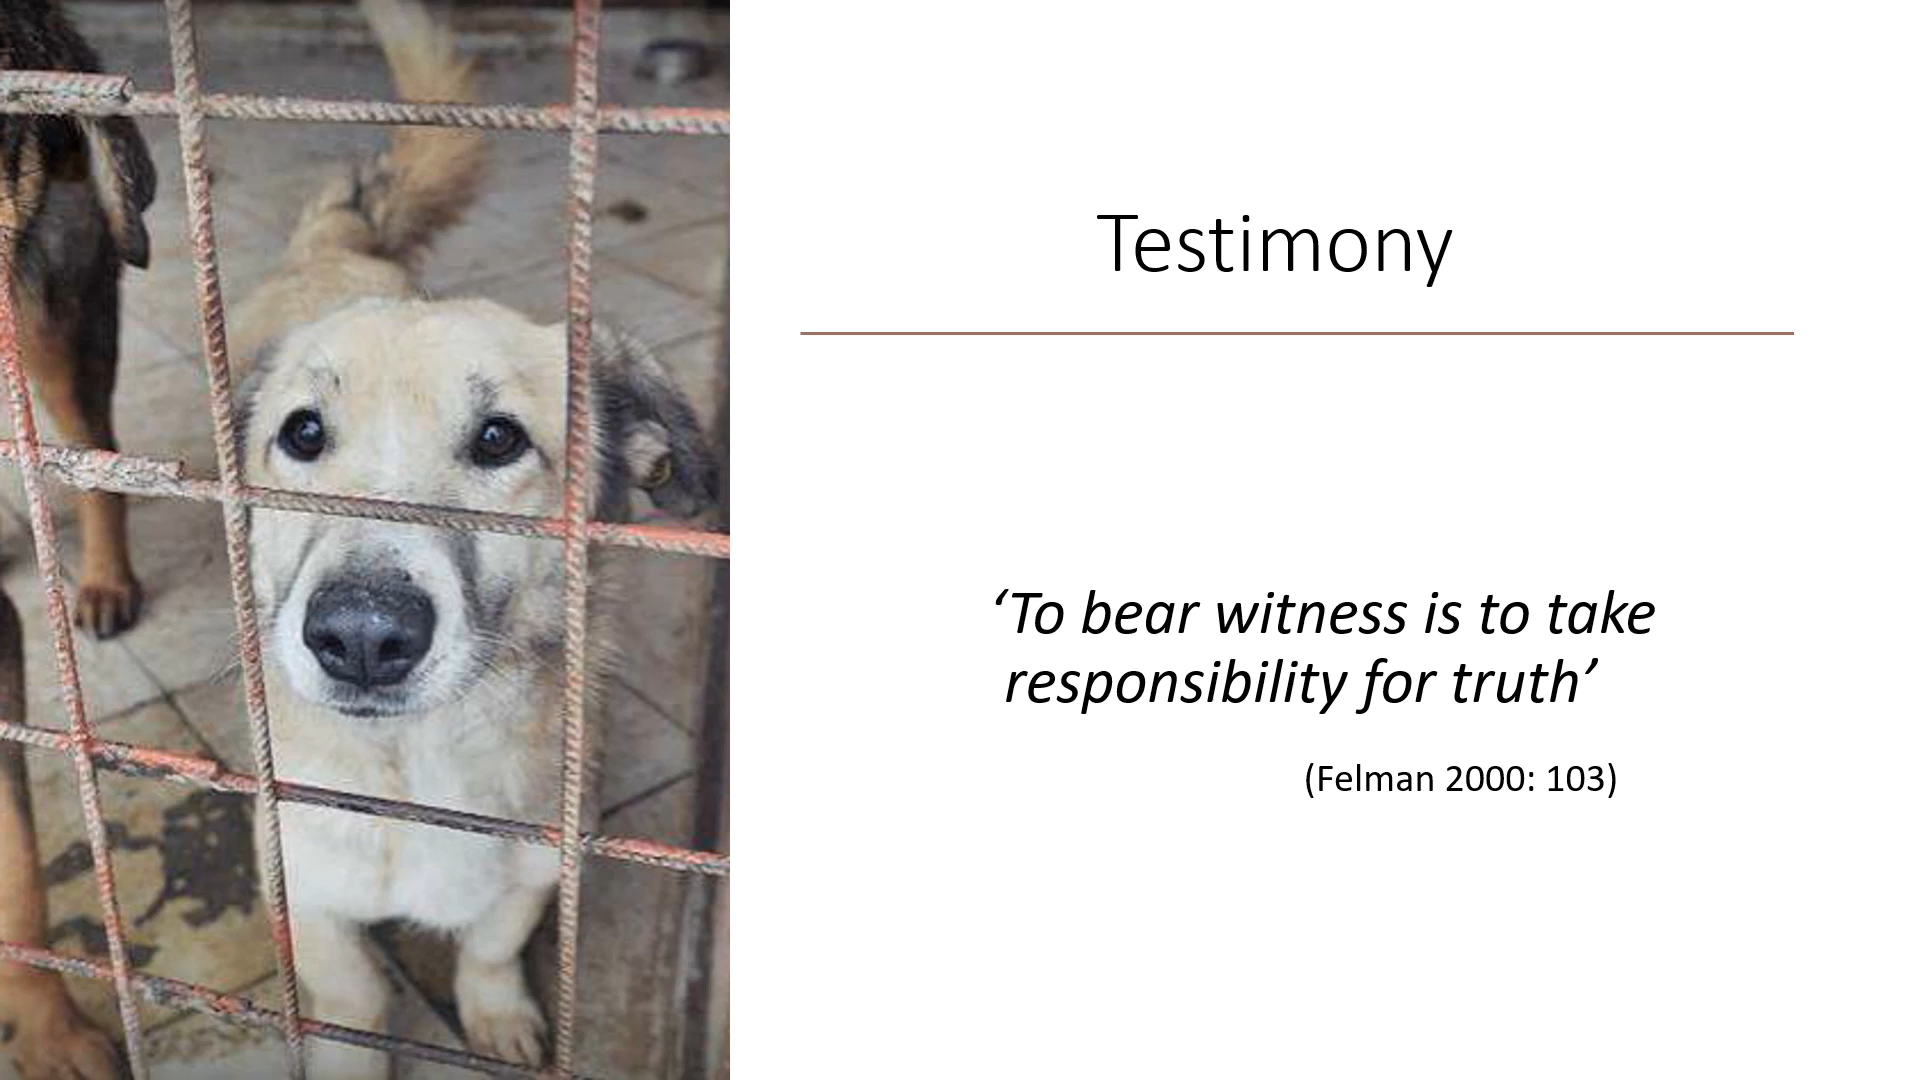 Testimony
‘To bear witness is to take
responsibility for truth’
(Felman 2000: 103)